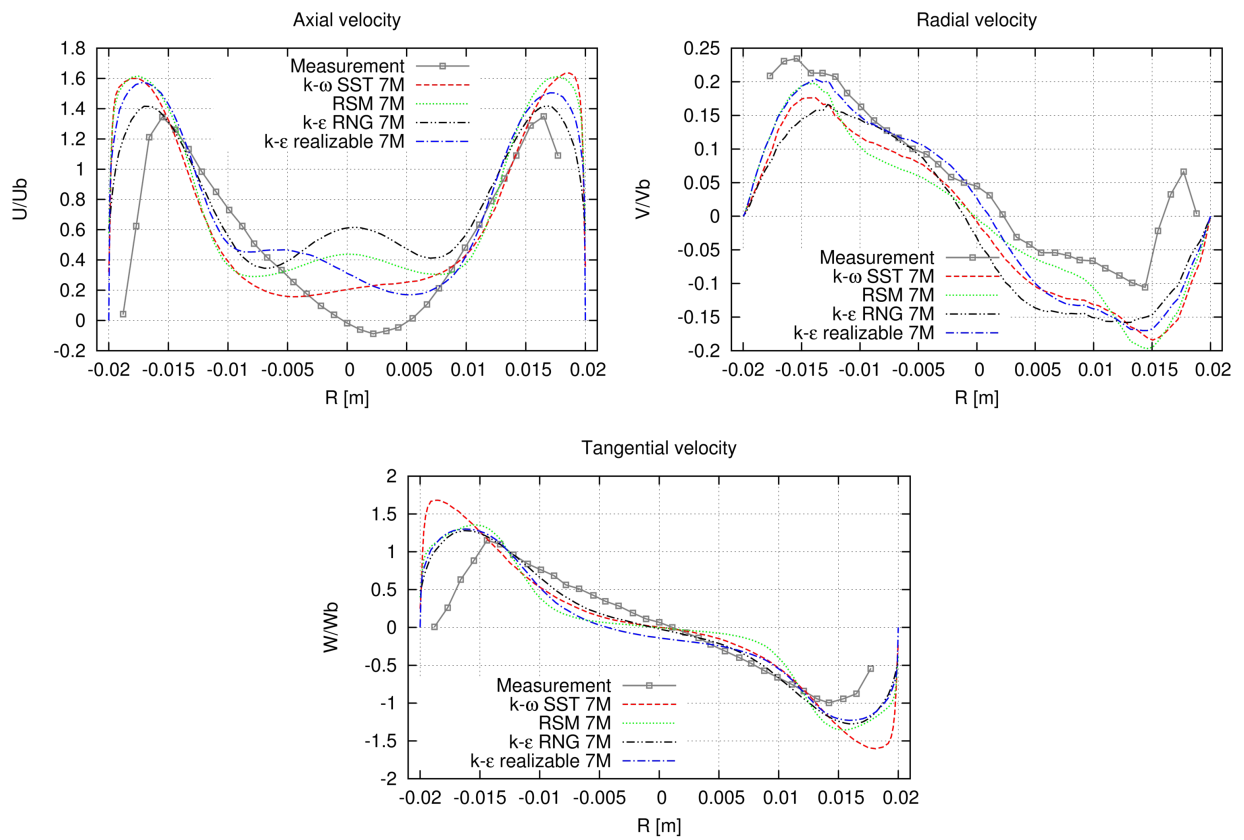 Axial velocity
U/Ub
1.8
1.6
1.4
1.2
1
0.8
0.6
0.4
0.2
0
-0.2
Measurement
k-ω SST 7M
RSM 7M
k-ε RNG 7M
k-ε realizable 7M
-0.02 -0.015 -0.01 -0.005 0 0.005 0.01 0.015 0.02
R [m]
Radial velocity
V/Vb
0.25
0.2
0.15
0.1
0.05
0
-0.05
-0.1
-0.15
-0.2
Measurement
k-ω SST 7M
RSM 7M
k-ε RNG 7M
k-ε realizable 7M
-0.02 -0.015 -0.01 -0.005 0 0.005 0.01 0.015 0.02
R [m]
Tangential velocity
W/Wb
2
1.5
1
0.5
0
-0.5
-1
-1.5
-2
Measurement
k-ω SST 7M
RSM 7M
k-ε RNG 7M
k-ε realizable 7M
-0.02 -0.015 -0.01 -0.005 0 0.005 0.01 0.015 0.02
R [m]